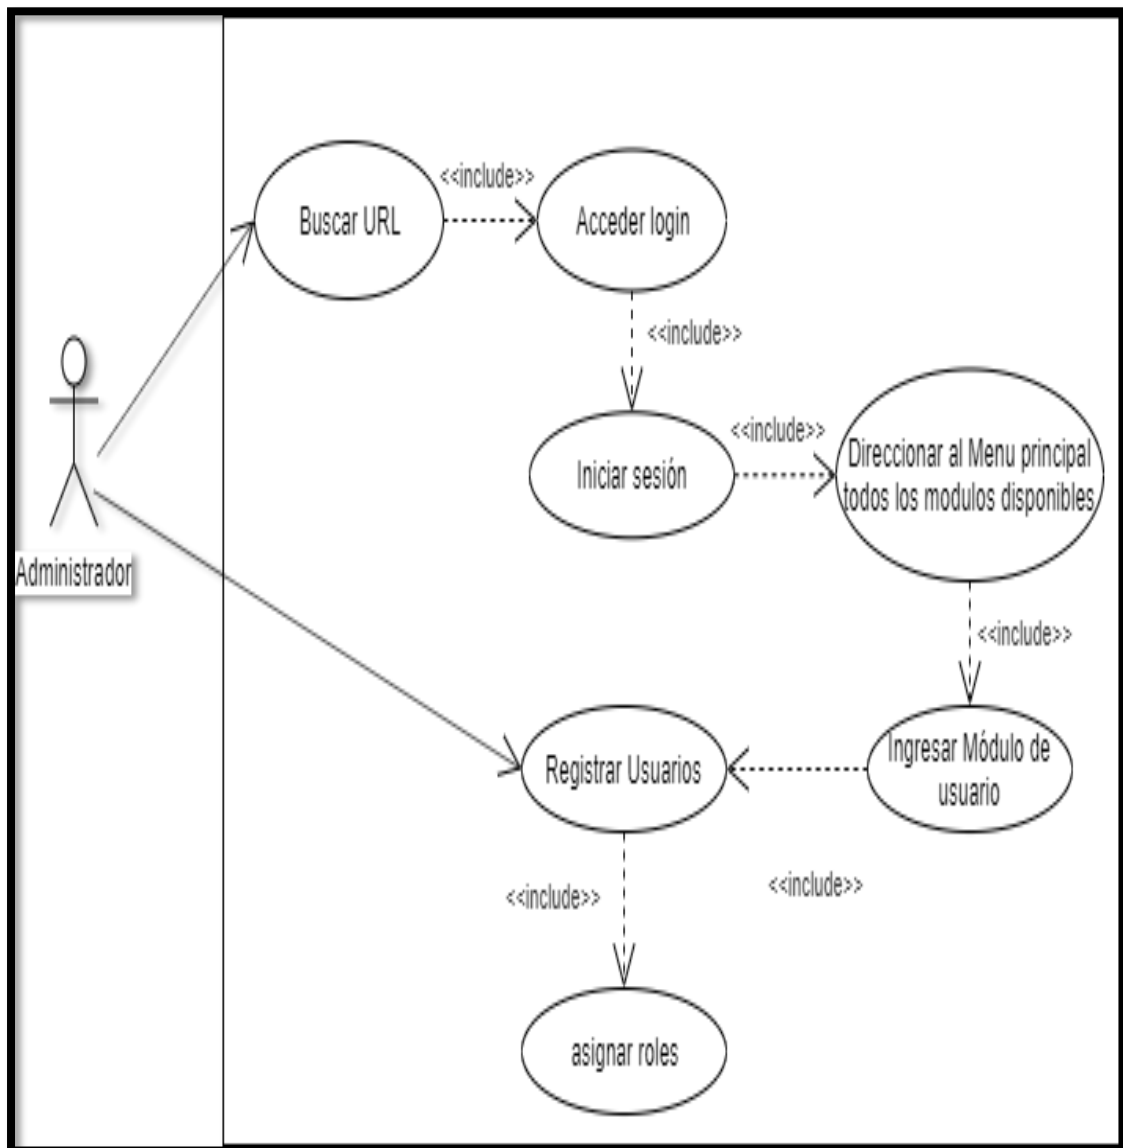 <<include>>
Buscar URL
Acceder login
<<include>>
<<include>>
Iniciar sesión
Direccionar al Menu principal
todos los modulos disponibles
Administrador
<<include>>
Registrar Usuarios
Ingresar Módulo de
usuario
<<include>>
<<include>>
asignar roles